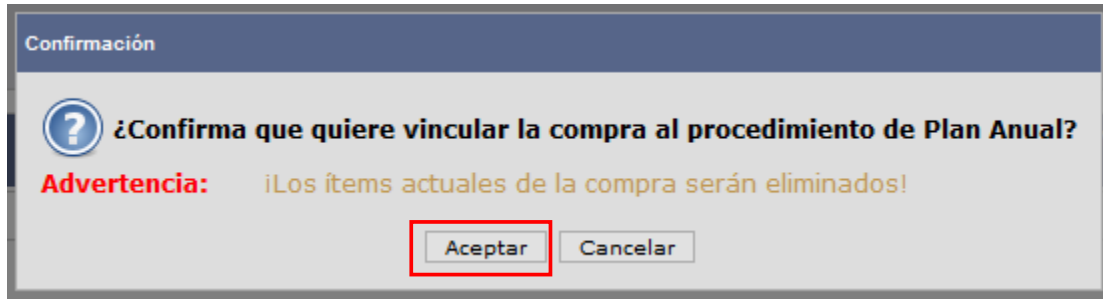 Confirmación
¿Confirma que quiere vincular la compra al procedimiento de Plan Anual?
Advertencia: ¡Los ítems actuales de la compra serán eliminados!
Aceptar Cancelar